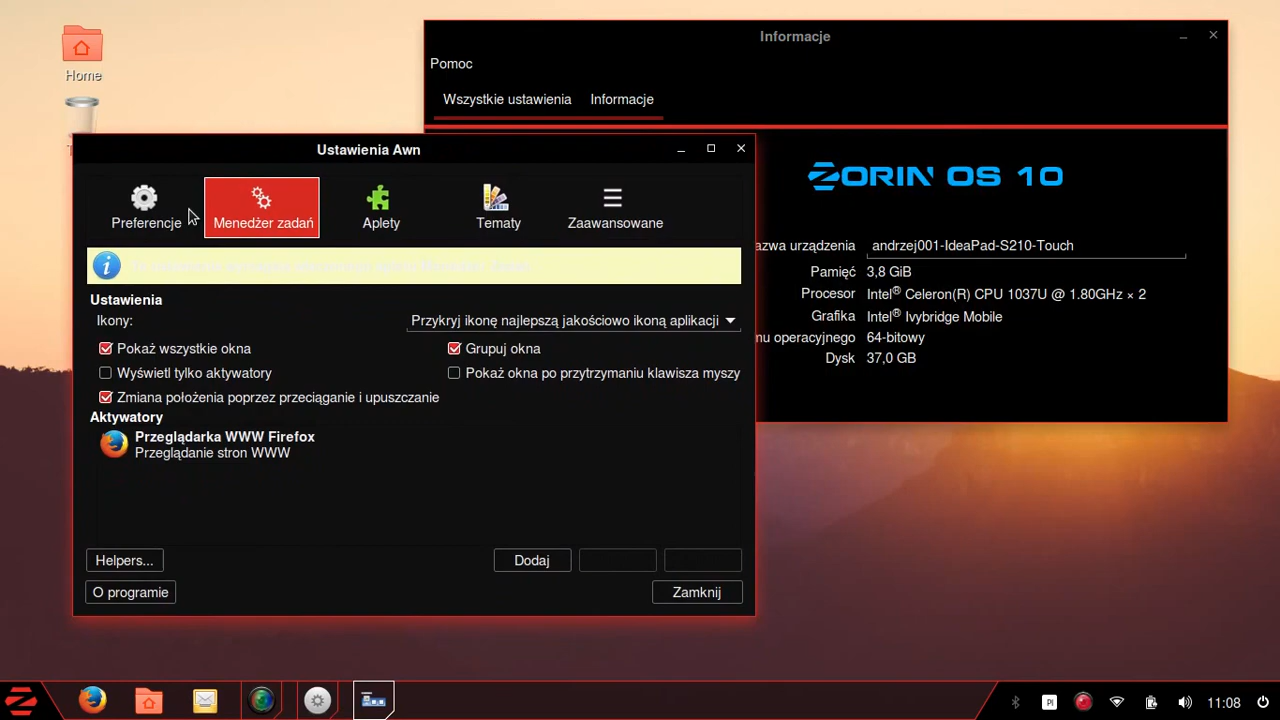 Home
Informacje
Pomoc
Wszystkie ustawienia Informacje
ZORIN OS 10
azwa urządzenia andrzej001-IdeaPad-S210-Touch
Pamięć 3,8 GiB
Procesor Intel® Celeron(R) CPU 1037U @ 1.80GHz × 2
Grafika Intel® Ivybridge Mobile
mu operacyjnego 64-bitowy
Dysk 37,0 GB
Ustawienia Awn
Preferencje Menedżer zadań Aplety Tematy Zaawansowane
Ustawienia
Ikony: Przykryj ikonę najlepszą jakościowo ikoną aplikacji
Pokaż wszystkie okna Grupuj okna
Wyświetl tylko aktywatory Pokaż okna po przytrzymaniu klawisza myszy
Zmiana położenia poprzez przeciąganie i upuszczanie
Aktywatory
Przeglądarka WWW Firefox
Przeglądanie stron WWW
Helpers... Dodaj
O programie Zamknij
Pl 11:08